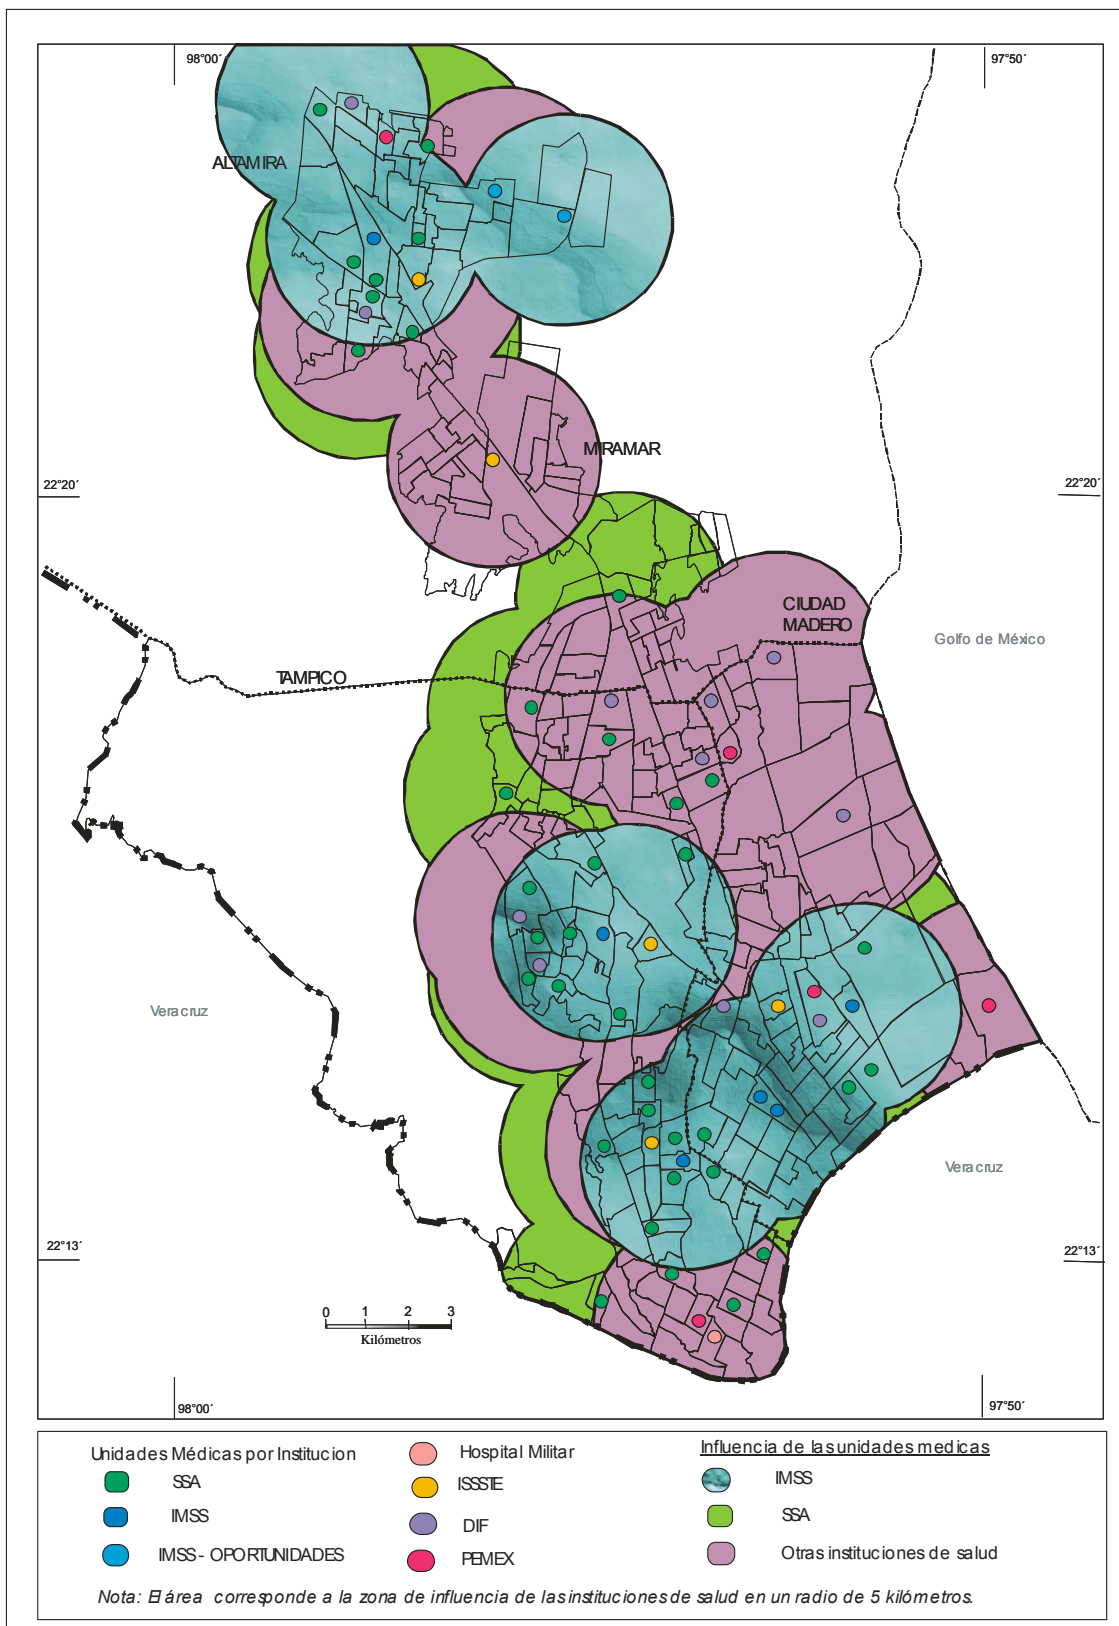 98°00´
97°50´
ALTAMIRA
MIRAMAR
22°20´
22°20´
CIUDAD
MADERO
Golfo de México
TAMPICO
Veracruz
Veracruz
22°13´
22°13´
0 1 2 3
Kilómetros
98°00´
97°50´
Unidades Médicas por Institucion
SSA
IMSS
IMSS - OPORTUNIDADES
Hospital Militar
ISSSTE
DIF
PEMEX
Influencia de las unidades medicas
IMSS
SSA
Otras instituciones de salud
Nota: El área corresponde a la zona de influencia de las instituciones de salud en un radio de 5 kilómetros.